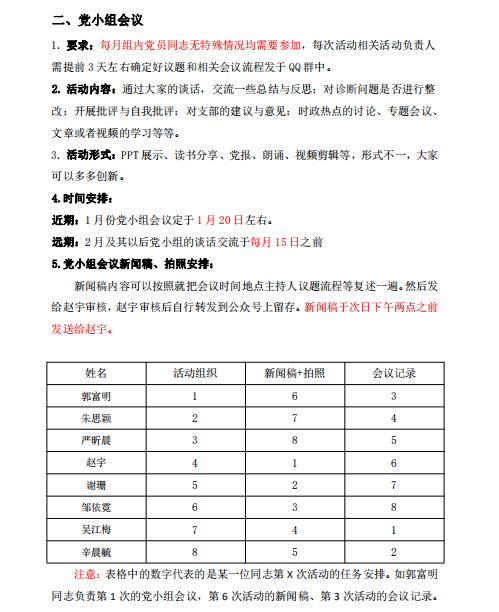 二、党小组会议
1. 要求：每月组内党员同志无特殊情况均需要参加，每次活动相关活动负责人
需提前 3 天左右确定好议题和相关会议流程发于 QQ 群中。
2. 活动内容：通过大家的谈话，交流一些总结与反思；对诊断问题是否进行整
改；开展批评与自我批评；对支部的建议与意见；时政热点的讨论、专题会议、
文章或者视频的学习等等。
3. 活动形式：PPT 展示、读书分享、党报、朗诵、视频剪辑等，形式不一，大家
可以多多创新。
4.时间安排：
近期：1 月份党小组会议定于 1 月 20 日左右。
远期：2 月及其以后党小组的谈话交流于每月 15 日之前
5.党小组会议新闻稿、拍照安排：
新闻稿内容可以按照就把会议时间地点主持人议题流程等复述一遍。然后发
给赵宇审核，赵宇审核后自行转发到公众号上留存。新闻稿于次日下午两点之前
发送给赵宇。
姓名 活动组织 新闻稿+拍照 会议记录
郭富明 1 6 3
朱思颖 2 7 4
严昕晨 3 8 5
赵宇 4 1 6
谢珊 5 2 7
邹依霓 6 3 8
吴江梅 7 4 1
辛晨毓 8 5 2
注意：表格中的数字代表的是某一位同志第 X 次活动的任务安排。如郭富明
同志负责第 1 次的党小组会议，第 6 次活动的新闻稿、第 3 次活动的会议记录。